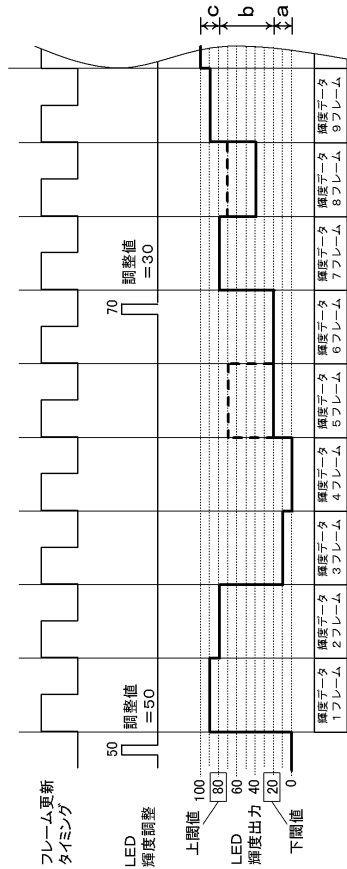 フレーム更新
タイミング
LED
輝度調整
50
調整値
=50
70
調整値
=30
上閾値
LED
輝度出力
下閾値
100
80
60
40
20
0
c
b
a
輝度データ
1フレーム
輝度データ
2フレーム
輝度データ
3フレーム
輝度データ
4フレーム
輝度データ
5フレーム
輝度データ
6フレーム
輝度データ
7フレーム
輝度データ
8フレーム
輝度データ
9フレーム